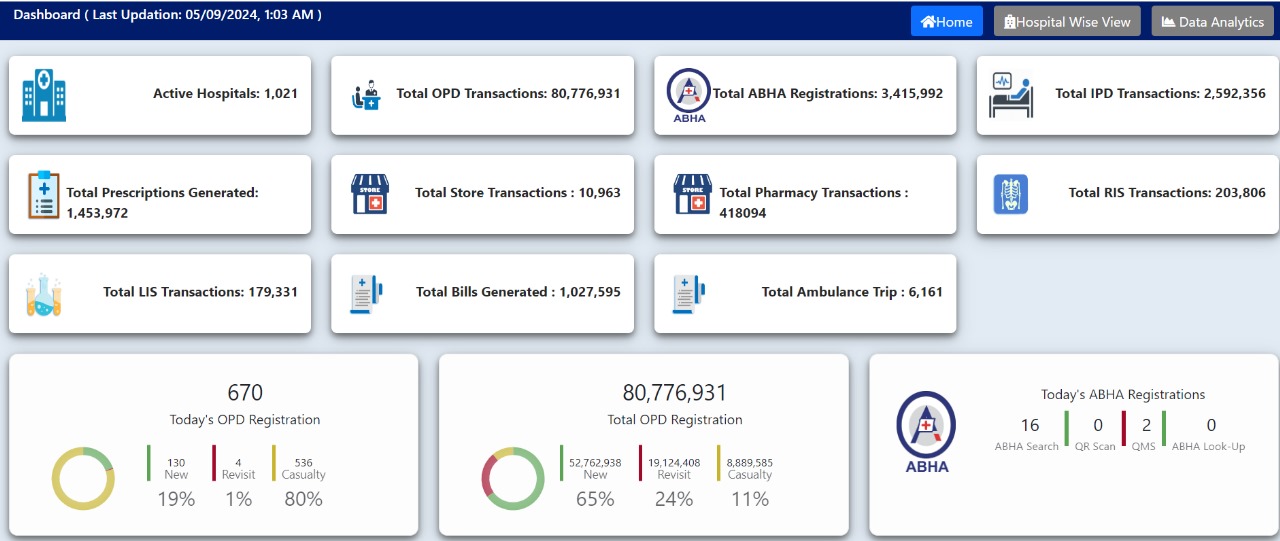 Dashboard ( Last Updation: 05/09/2024, 1:03 AM )
Home
Hospital Wise View
Data Analytics
Active Hospitals: 1,021
Total OPD Transactions: 80,776,931
ABHA
Total ABHA Registrations: 3,415,992
Total IPD Transactions: 2,592,356
Total Prescriptions Generated:
1,453,972
STORE
Total Store Transactions : 10,963
STORE
Total Pharmacy Transactions :
418094
Total RIS Transactions: 203,806
Total LIS Transactions: 179,331
Total Bills Generated : 1,027,595
Total Ambulance Trip : 6,161
670
Today's OPD Registration
130 4 536
New Revisit Casualty
19% 1% 80%
80,776,931
Total OPD Registration
52,762,938 19,124,408 8,889,585
New Revisit Casualty
65% 24% 11%
ABHA
Today's ABHA Registrations
16 0 2 0
ABHA Search QR Scan QMS ABHA Look-Up